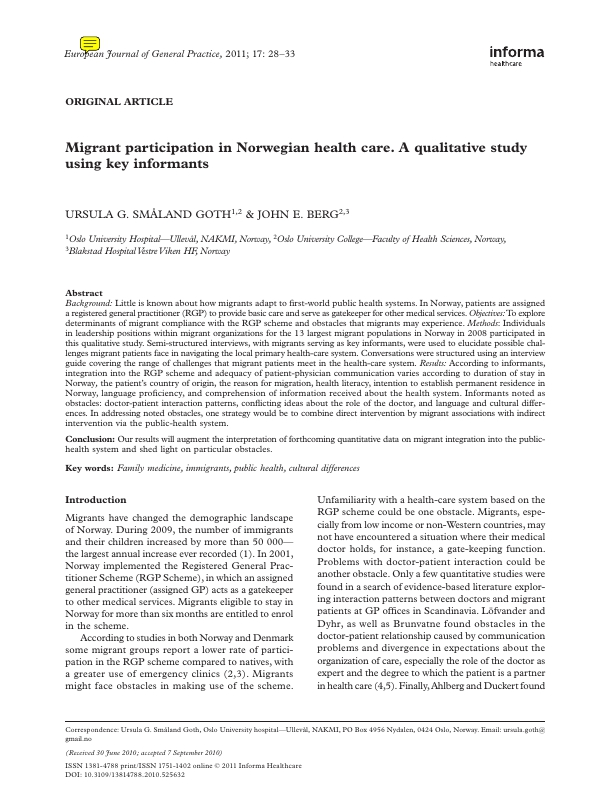 European Journal of General Practice, 2011; 17: 28–33
informa
healthcare
ORIGINAL ARTICLE
Migrant participation in Norwegian health care. A qualitative study
using key informants
URSULA G. SMÅLAND GOTH1,2 & JOHN E. BERG2,3
1Oslo University Hospital—Ullevål, NAKMI, Norway, 2Oslo University College—Faculty of Health Sciences, Norway,
3Blakstad Hospital Vestre Viken HF, Norway
Abstract
Background: Little is known about how migrants adapt to first-world public health systems. In Norway, patients are assigned
a registered general practitioner (RGP) to provide basic care and serve as gatekeeper for other medical services. Objectives: To explore
determinants of migrant compliance with the RGP scheme and obstacles that migrants may experience. Methods: Individuals
in leadership positions within migrant organizations for the 13 largest migrant populations in Norway in 2008 participated in
this qualitative study. Semi-structured interviews, with migrants serving as key informants, were used to elucidate possible chal-
lenges migrant patients face in navigating the local primary health-care system. Conversations were structured using an interview
guide covering the range of challenges that migrant patients meet in the health-care system. Results: According to informants,
integration into the RGP scheme and adequacy of patient-physician communication varies according to duration of stay in
Norway, the patient's country of origin, the reason for migration, health literacy, intention to establish permanent residence in
Norway, language proficiency, and comprehension of information received about the health system. Informants noted as
obstacles: doctor-patient interaction patterns, conflicting ideas about the role of the doctor, and language and cultural differ-
ences. In addressing noted obstacles, one strategy would be to combine direct intervention by migrant associations with indirect
intervention via the public-health system.
Conclusion: Our results will augment the interpretation of forthcoming quantitative data on migrant integration into the public-
health system and shed light on particular obstacles.
Key words: Family medicine, immigrants, public health, cultural differences
Introduction
Migrants have changed the demographic landscape
of Norway. During 2009, the number of immigrants
and their children increased by more than 50 000—
the largest annual increase ever recorded (1). In 2001,
Norway implemented the Registered General Prac-
titioner Scheme (RGP Scheme), in which an assigned
general practitioner (assigned GP) acts as a gatekeeper
to other medical services. Migrants eligible to stay in
Norway for more than six months are entitled to enrol
in the scheme.
According to studies in both Norway and Denmark
some migrant groups report a lower rate of partici-
pation in the RGP scheme compared to natives, with
a greater use of emergency clinics (2,3). Migrants
might face obstacles in making use of the scheme.
Unfamiliarity with a health-care system based on the
RGP scheme could be one obstacle. Migrants, espe-
cially from low income or non-Western countries, may
not have encountered a situation where their medical
doctor holds, for instance, a gate-keeping function.
Problems with doctor-patient interaction could be
another obstacle. Only a few quantitative studies were
found in a search of evidence-based literature explor-
ing interaction patterns between doctors and migrant
patients at GP offices in Scandinavia. Löfvander and
Dyhr, as well as Brunvatne found obstacles in the
doctor-patient relationship caused by communication
problems and divergence in expectations about the
organization of care, especially the role of the doctor as
expert and the degree to which the patient is a partner
in health care (4,5). Finally, Ahlberg and Duckert found
Correspondence: Ursula G. Småland Goth, Oslo University hospital—Ullevål, NAKMI, PO Box 4956 Nydalen, 0424 Oslo, Norway. Email: ursula.goth@
gmail.no
(Received 30 June 2010; accepted 7 September 2010)
ISSN 1381-4788 print/ISSN 1751-1402 online © 2011 Informa Healthcare
DOI: 10.3109/13814788.2010.525632